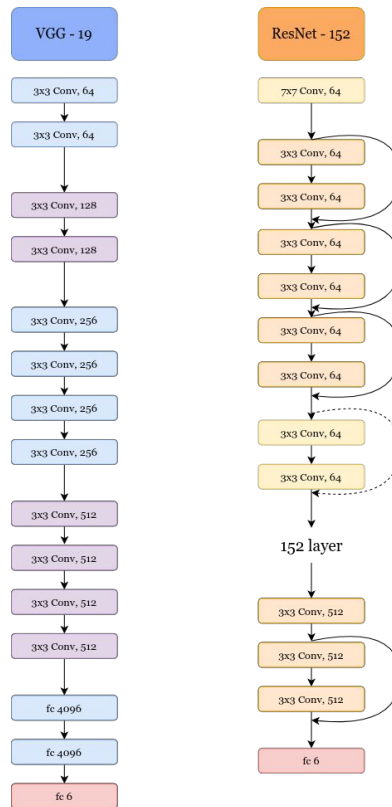 VGG - 19
3x3 Conv, 64
3x3 Conv, 64
3x3 Conv, 128
3x3 Conv, 128
3x3 Conv, 256
3x3 Conv, 256
3x3 Conv, 256
3x3 Conv, 256
3x3 Conv, 512
3x3 Conv, 512
3x3 Conv, 512
3x3 Conv, 512
fc 4096
fc 4096
fc 6
ResNet - 152
7x7 Conv, 64
3x3 Conv, 64
3x3 Conv, 64
3x3 Conv, 64
3x3 Conv, 64
3x3 Conv, 64
3x3 Conv, 64
3x3 Conv, 64
3x3 Conv, 64
152 layer
3x3 Conv, 512
3x3 Conv, 512
3x3 Conv, 512
fc 6